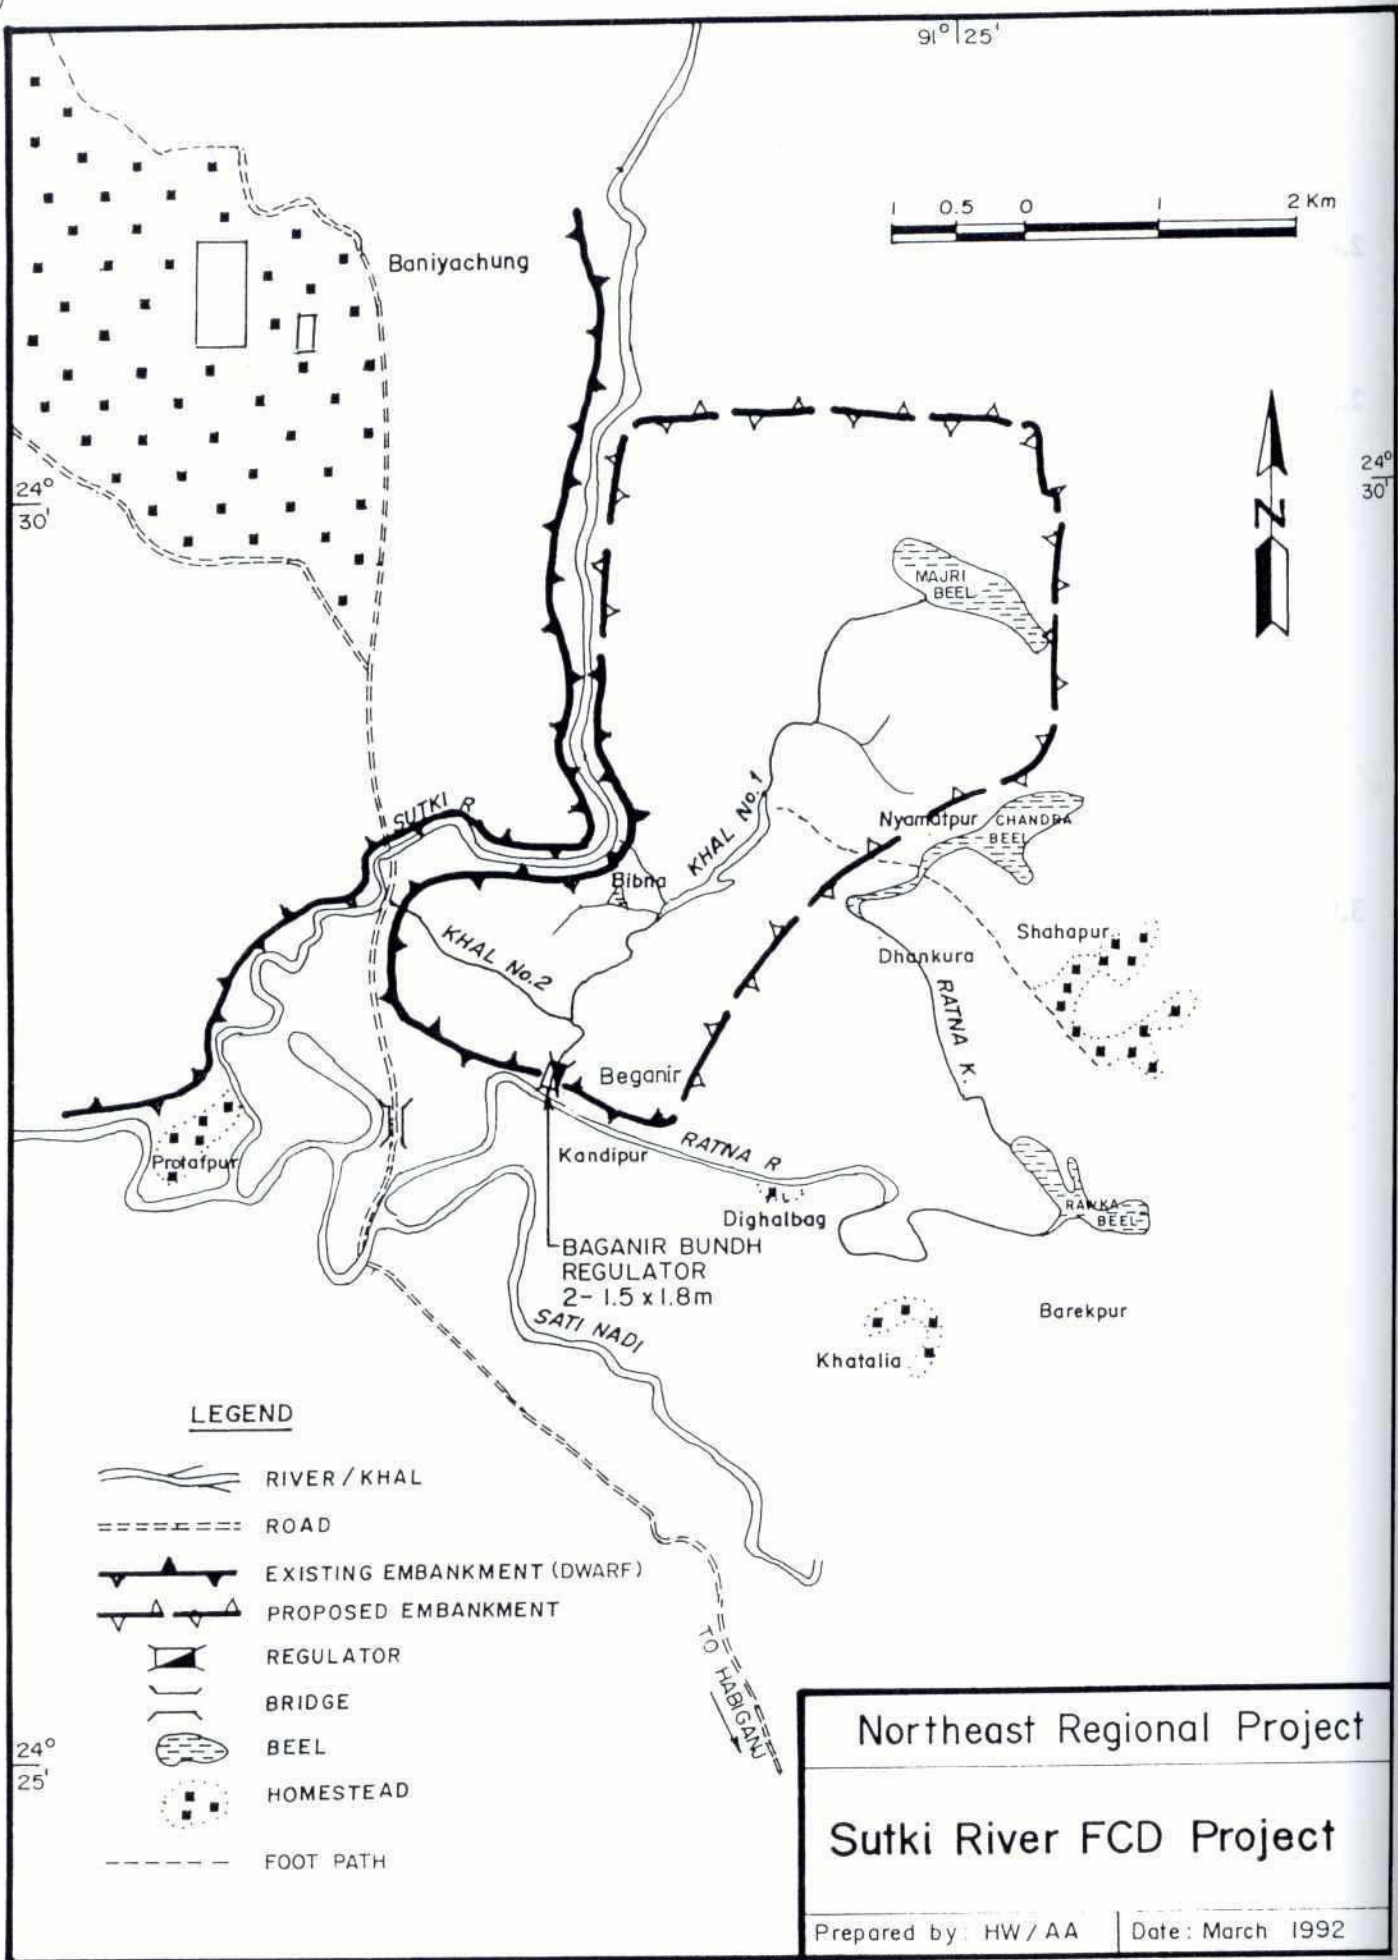 91° 25'
1 0.5 0 1 2 Km
Baniyachung
24°
30'
24°
30'
N
MAJRI
BEEL
SUTKI R
KHAL No.1
Nyamatpur
CHANDRA
BEEL
Bibna
KHAL No.2
Shahapur
Dhankura
RATNA K.
Beganir
Protafpur
Kandipur
RATNA R
RANKA
BEEL
Dighalbag
BAGANIR BUNDH
REGULATOR
2- 1.5 x 1.8m
SATI NADI
Barekpur
Khatalia
LEGEND
RIVER / KHAL
ROAD
EXISTING EMBANKMENT (DWARF)
PROPOSED EMBANKMENT
REGULATOR
BRIDGE
BEEL
HOMESTEAD
FOOT PATH
TO HABIGANJ
24°
25'
Northeast Regional Project
Sutki River FCD Project
Prepared by: HW / AA
Date: March 1992